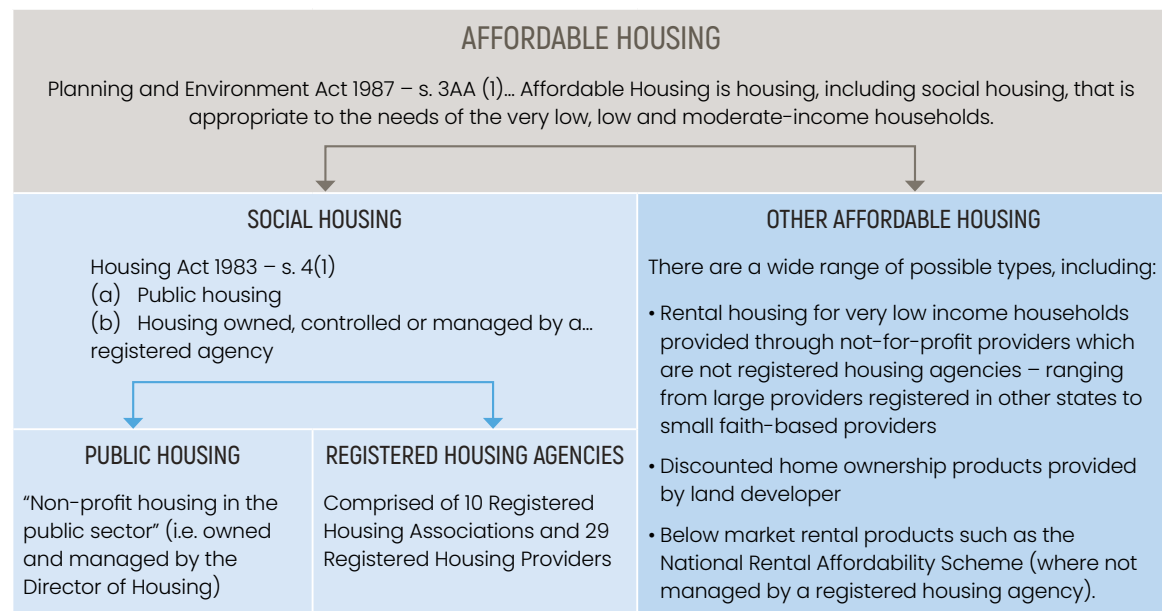 AFFORDABLE HOUSING
Planning and Environment Act 1987 – s. 3AA (1)... Affordable Housing is housing, including social housing, that is
appropriate to the needs of the very low, low and moderate-income households.
SOCIAL HOUSING
Housing Act 1983 – s. 4(1)
(a) Public housing
(b) Housing owned, controlled or managed by a...
registered agency
PUBLIC HOUSING
“Non-profit housing in the
public sector” (i.e. owned
and managed by the
Director of Housing)
REGISTERED HOUSING AGENCIES
Comprised of 10 Registered
Housing Associations and 29
Registered Housing Providers
OTHER AFFORDABLE HOUSING
There are a wide range of possible types, including:
• Rental housing for very low income households
provided through not-for-profit providers which
are not registered housing agencies – ranging
from large providers registered in other states to
small faith-based providers
• Discounted home ownership products provided
by land developer
• Below market rental products such as the
National Rental Affordability Scheme (where not
managed by a registered housing agency).